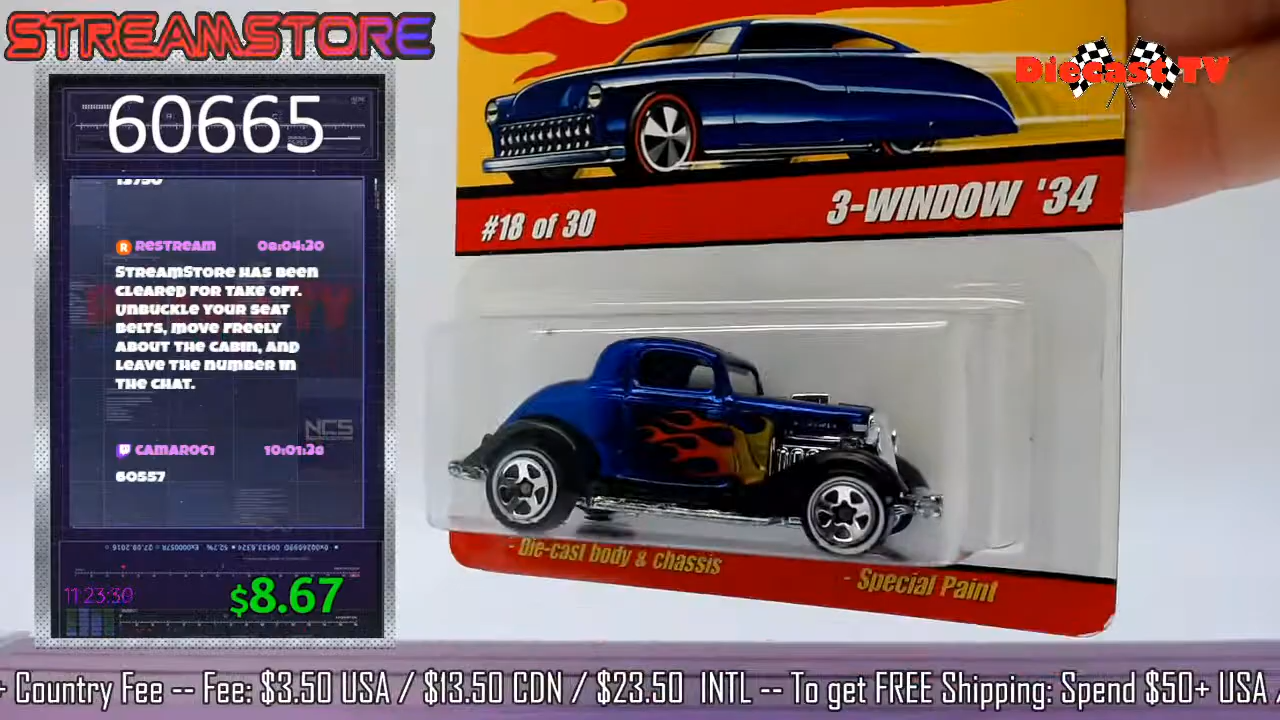 STREAMSTORE
60665
13750
RESTREAM 08:04:20
STREAMSTORE HAS BEEN
CLEARED FOR TAKE OFF.
UNBUCKLE YOUR SEAT
BELTS, MOVE FREELY
ABOUT THE CABIN, AND
LEAVE THE NUMBER IN
THE CHAT.
NCS
CAMAROC1 10:01:28
60557
11:23:30
$8.67
Diecast TV
#18 of 30
3-WINDOW '34
- Die-cast body & chassis
- Special Paint
+ Country Fee -- Fee: $3.50 USA / $13.50 CDN / $23.50 INTL -- To get FREE Shipping: Spend $50+ USA /